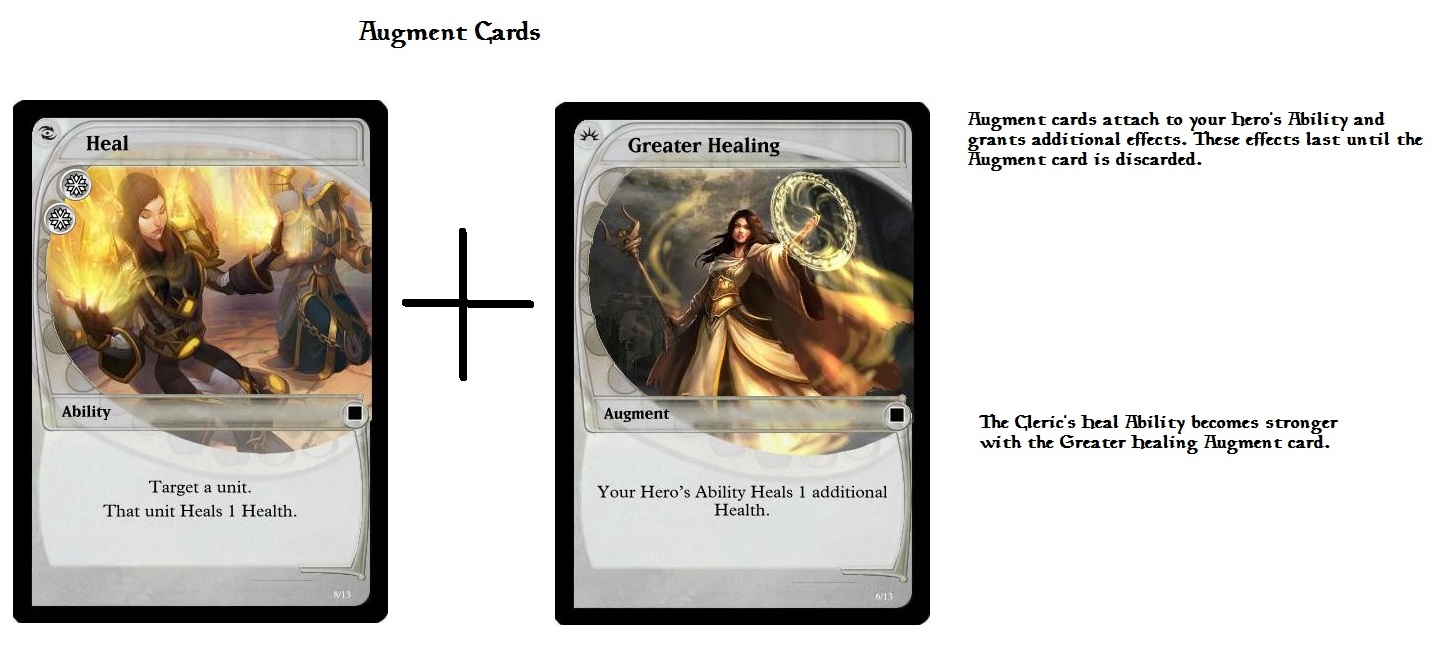 Augment Cards
Heal
Ability
Target a unit.
That unit Heals 1 Health.
8/13
Greater Healing
Augment
Your Hero's Ability Heals 1 additional
Health.
6/13
Augment cards attach to your hero's Ability and
grants additional effects. These effects last until the
Augment card is discarded.
The Cleric's heal Ability becomes stronger
with the Greater healing Augment card.